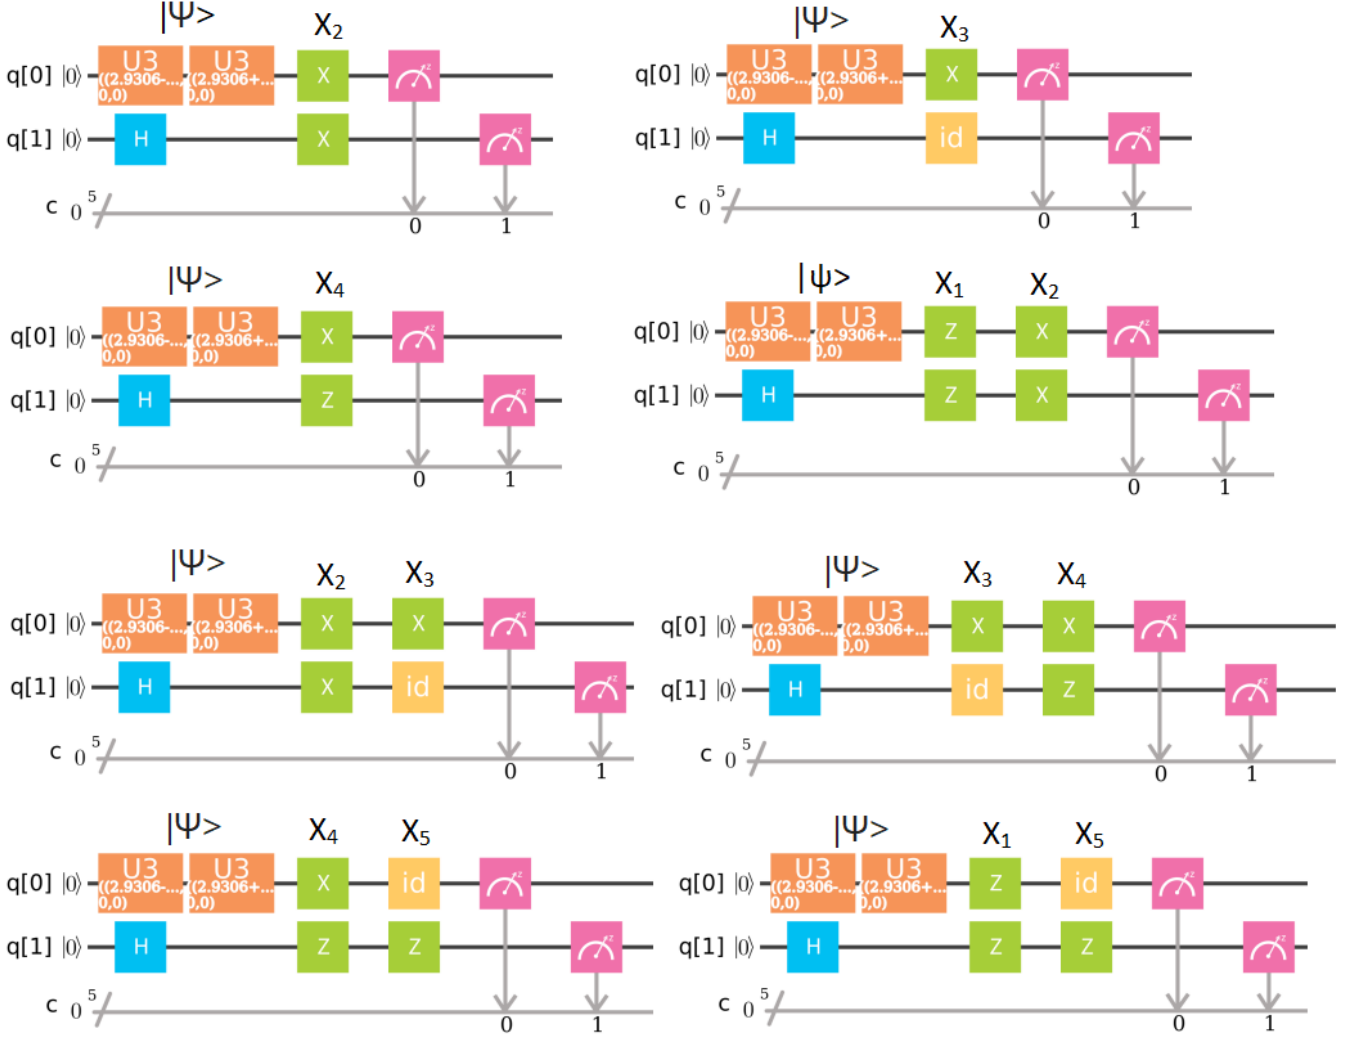 |Ψ> X₂
q[0] |0⟩ U3 ((2.9306-..., 0,0) U3 ((2.9306+... 0,0) X z
q[1] |0⟩ H X z
c 0 5
0 1
|Ψ> X₃
q[0] |0⟩ U3 ((2.9306-..., 0,0) U3 ((2.9306+... 0,0) X z
q[1] |0⟩ H id z
c 0 5
0 1
|Ψ> X₄
q[0] |0⟩ U3 ((2.9306-..., 0,0) U3 ((2.9306+... 0,0) X z
q[1] |0⟩ H Z z
c 0 5
0 1
|ψ> X₁ X₂
q[0] |0⟩ U3 ((2.9306-..., 0,0) U3 ((2.9306+... 0,0) Z X z
q[1] |0⟩ H Z X z
c 0 5
0 1
|Ψ> X₂ X₃
q[0] |0⟩ U3 ((2.9306-..., 0,0) U3 ((2.9306+... 0,0) X X z
q[1] |0⟩ H X id z
c 0 5
0 1
|Ψ> X₃ X₄
q[0] |0⟩ U3 ((2.9306-..., 0,0) U3 ((2.9306+... 0,0) X X z
q[1] |0⟩ H id Z z
c 0 5
0 1
|Ψ> X₄ X₅
q[0] |0⟩ U3 ((2.9306-..., 0,0) U3 ((2.9306+... 0,0) X id z
q[1] |0⟩ H Z Z z
c 0 5
0 1
|Ψ> X₁ X₅
q[0] |0⟩ U3 ((2.9306-..., 0,0) U3 ((2.9306+... 0,0) Z id z
q[1] |0⟩ H Z Z z
c 0 5
0 1